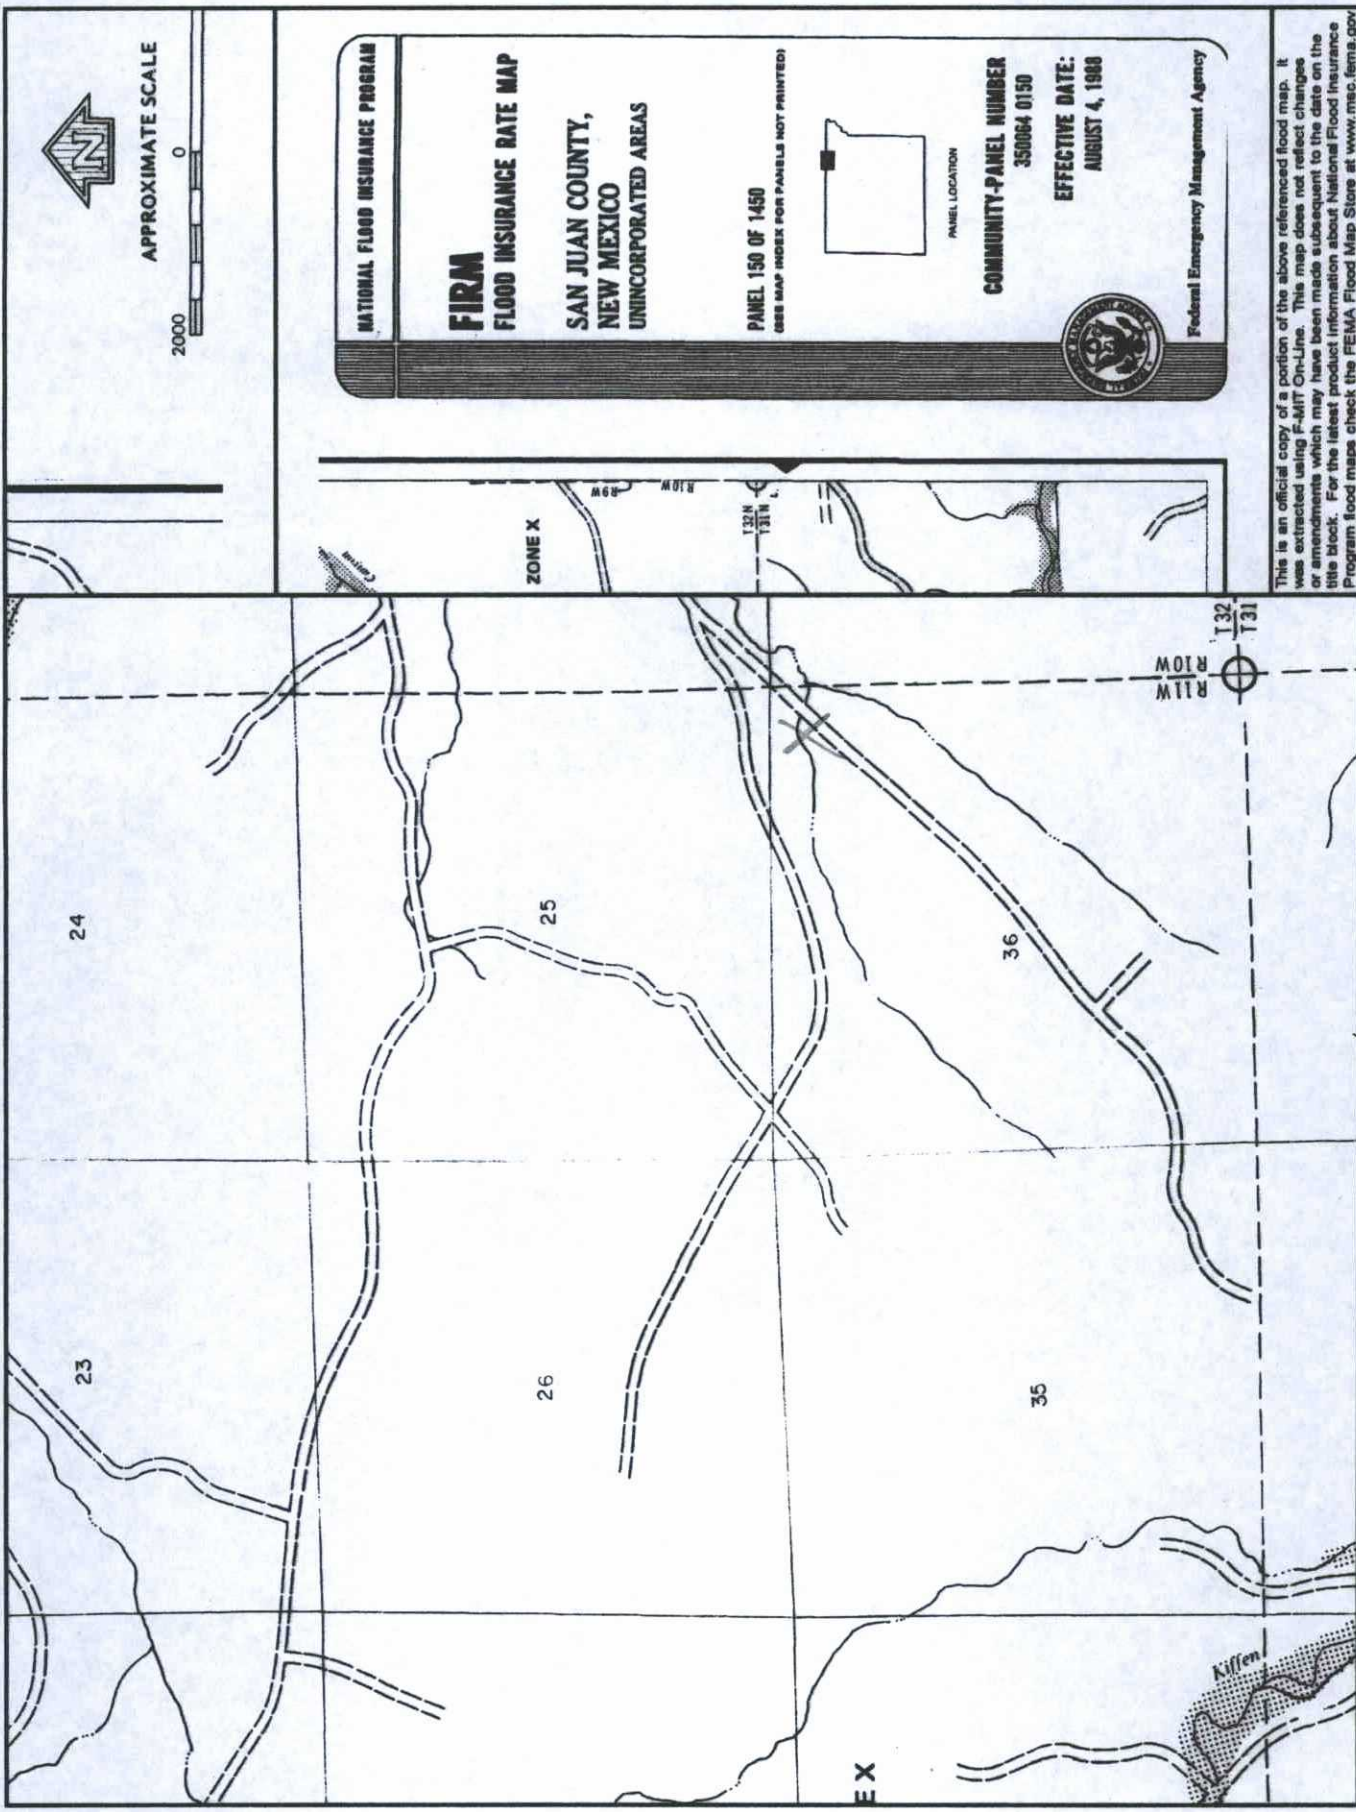 APPROXIMATE SCALE
2000 0
N
NATIONAL FLOOD INSURANCE PROGRAM
FIRM
FLOOD INSURANCE RATE MAP
SAN JUAN COUNTY,
NEW MEXICO
UNINCORPORATED AREAS
PANEL 150 OF 1450
(SEE MAP INDEX FOR PANELS NOT PRINTED)
PANEL LOCATION
COMMUNITY-PANEL NUMBER
350064 0150
EFFECTIVE DATE:
AUGUST 4, 1988
Federal Emergency Management Agency
This is an official copy of a portion of the above referenced flood map. It
was extracted using F-MIT On-Line. This map does not reflect changes
or amendments which may have been made subsequent to the date on the
title block. For the latest product information about National Flood Insurance
Program flood maps check the FEMA Flood Map Store at www.msc.fema.gov
Canyon
ZONE X
R9W
R10W
T32N
T31N
24
23
25
26
36
35
R10W
R11W
T32
T31
Kiffen
E X